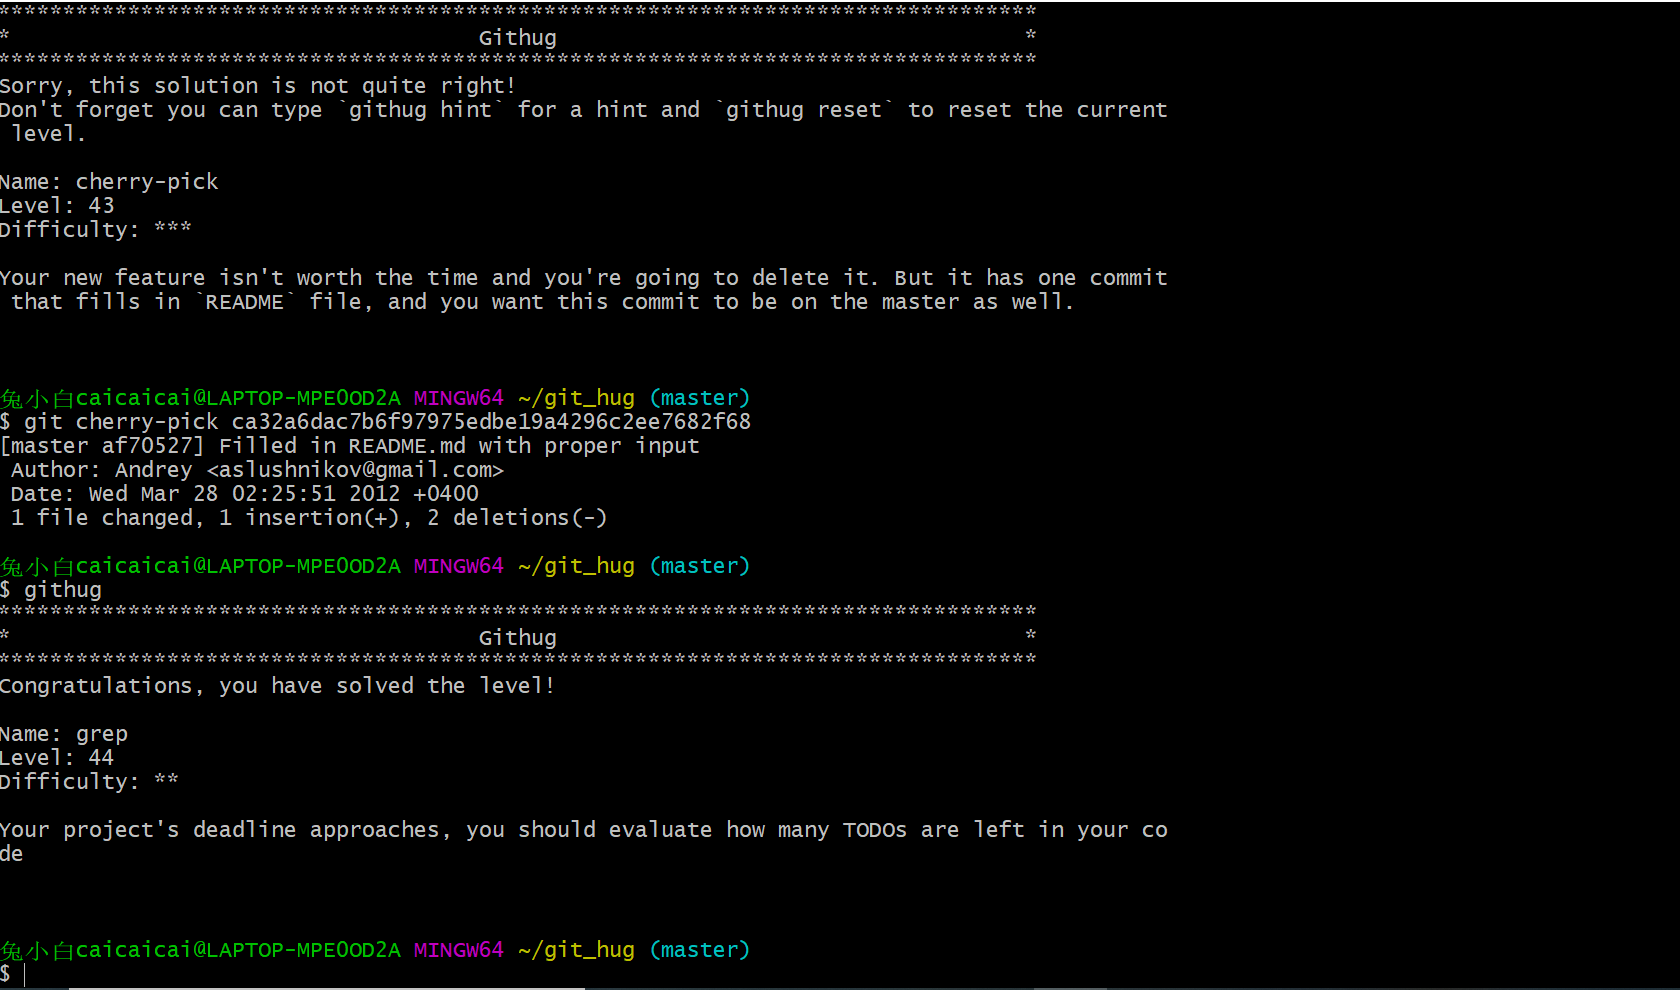 ********************************************************************************
*                                    Githug                                    *
********************************************************************************
Sorry, this solution is not quite right!
Don't forget you can type `githug hint` for a hint and `githug reset` to reset the current
 level.
Name: cherry-pick
Level: 43
Difficulty: ***
Your new feature isn't worth the time and you're going to delete it. But it has one commit
 that fills in `README` file, and you want this commit to be on the master as well.
兔小白caicaicai@LAPTOP-MPE0OD2A MINGW64 ~/git_hug (master)
$ git cherry-pick ca32a6dac7b6f97975edbe19a4296c2ee7682f68
[master af70527] Filled in README.md with proper input
 Author: Andrey <aslushnikov@gmail.com>
 Date: Wed Mar 28 02:25:51 2012 +0400
 1 file changed, 1 insertion(+), 2 deletions(-)
兔小白caicaicai@LAPTOP-MPE0OD2A MINGW64 ~/git_hug (master)
$ githug
********************************************************************************
*                                    Githug                                    *
********************************************************************************
Congratulations, you have solved the level!
Name: grep
Level: 44
Difficulty: **
Your project's deadline approaches, you should evaluate how many TODOs are left in your co
de
兔小白caicaicai@LAPTOP-MPE0OD2A MINGW64 ~/git_hug (master)
$